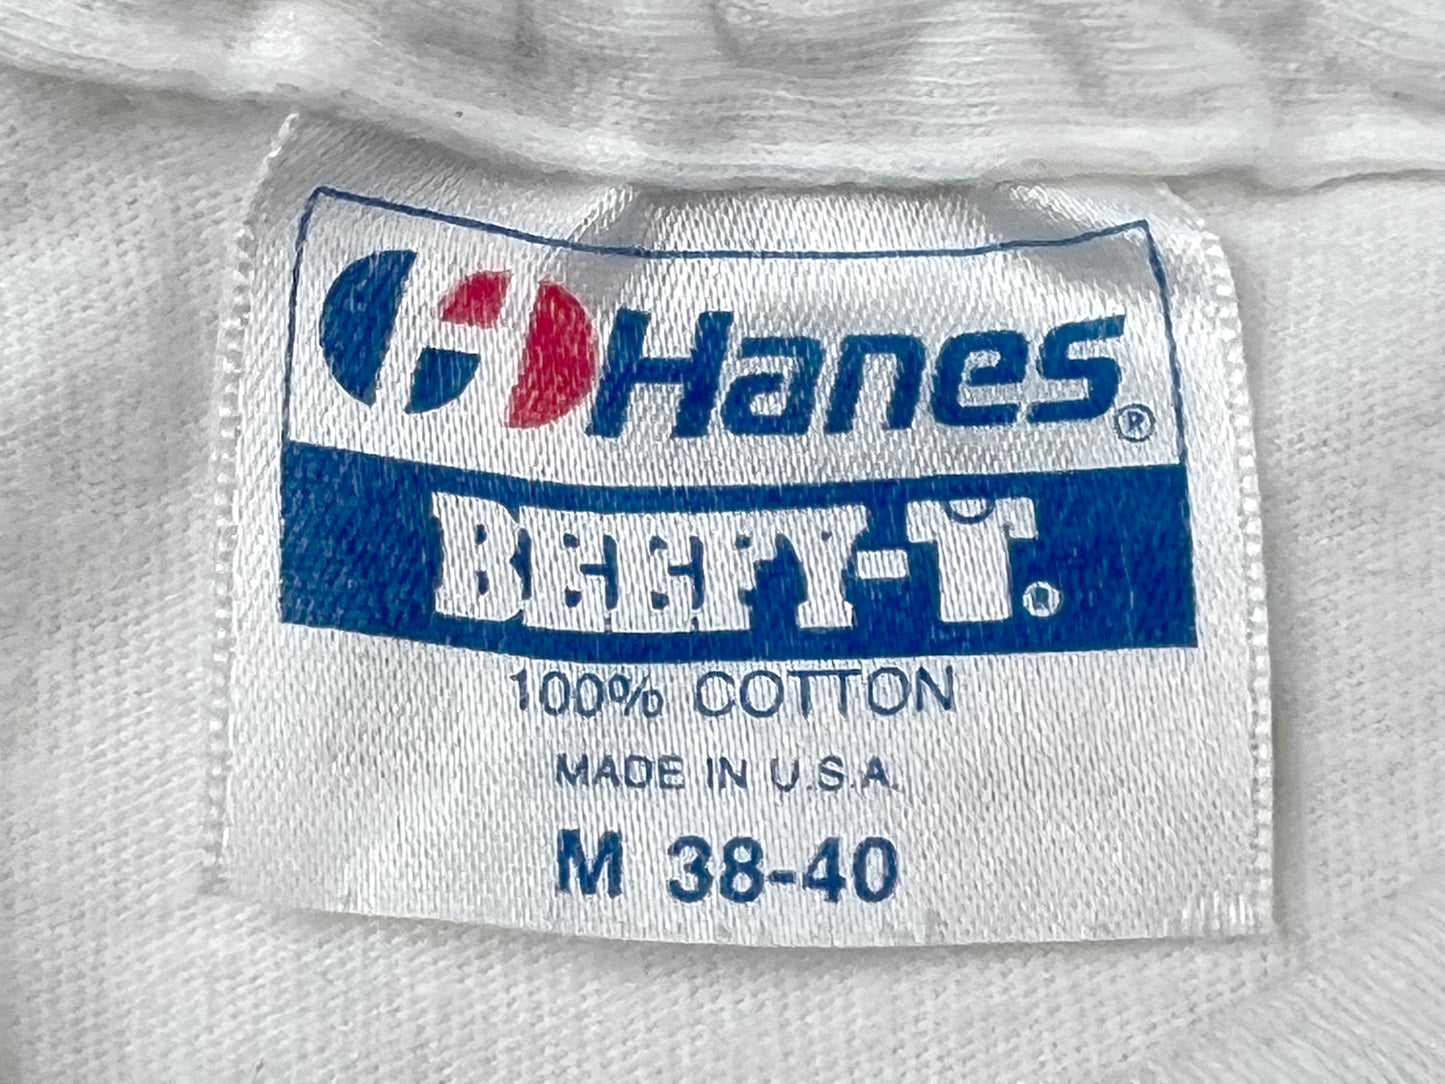 Hanes®
BEEFY-T®
100% COTTON
MADE IN U.S.A.
M 38-40